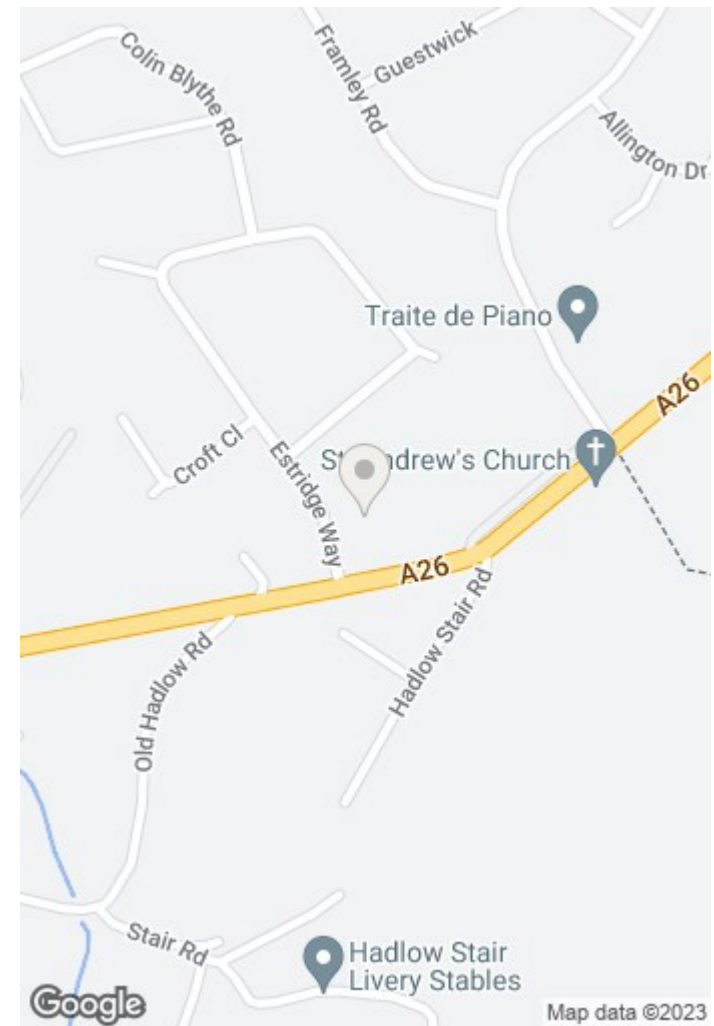 Colin Blythe Rd
Framley Rd
Guestwick
Allington Dr
Traite de Piano
A26
Croft Cl
Estridge Way
Church
A26
Hadlow Stair Rd
Old Hadlow Rd
Stair Rd
Hadlow Stair
Livery Stables
Google
Map data ©2023